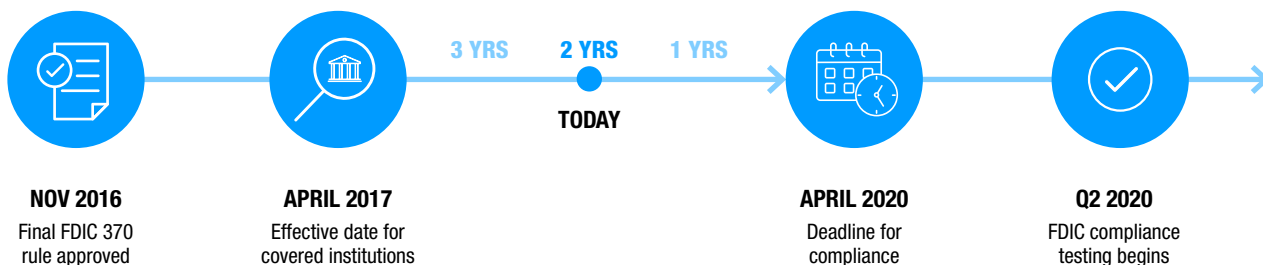 3 YRS 2 YRS 1 YRS
TODAY
NOV 2016
Final FDIC 370
rule approved
APRIL 2017
Effective date for
covered institutions
APRIL 2020
Deadline for
compliance
Q2 2020
FDIC compliance
testing begins